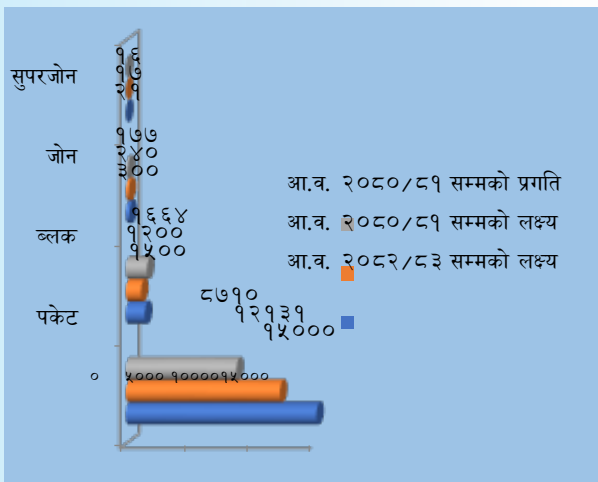 १६
१७
२१
सुपरजोन
१७७
२४०
३००
जोन
१६६४
१२००
१५००
ब्लक
८७१०
१२१३१
१५०००
पकेट
० ५००० १०००० १५०००
आ.व. २०८०/८१ सम्मको प्रगति
आ.व. २०८०/८१ सम्मको लक्ष्य
आ.व. २०८२/८३ सम्मको लक्ष्य